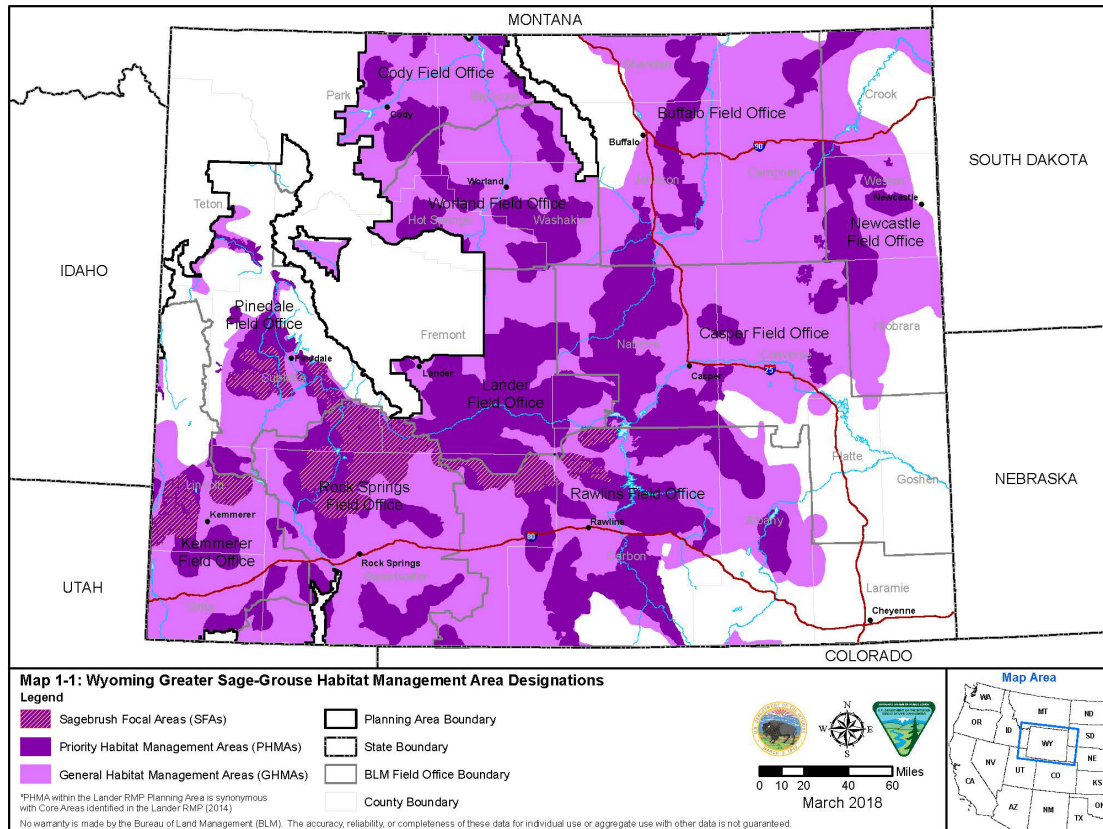 MONTANA
Cody Field Office
Sheridan
Park
Big Horn
Crook
Cody
Buffalo Field Office
Buffalo
90
SOUTH DAKOTA
Worland
Johnson
Campbell
Weston
Teton
Worland Field Office
Newcastle
Hot Springs
Washakie
Newcastle
Field Office
IDAHO
Pinedale
Field Office
Fremont
Casper Field Office
Niobrara
Natrona
Converse
Pinedale
Lander
Casper
25
Sublette
Lander
Field Office
Platte
Goshen
NEBRASKA
Lincoln
Rock Springs
Field Office
Rawlins Field Office
Kemmerer
Albany
Rawlins
Kemmerer
Field Office
80
Carbon
Rock Springs
Sweetwater
UTAH
Laramie
Uinta
Cheyenne
COLORADO
Map 1-1: Wyoming Greater Sage-Grouse Habitat Management Area Designations
Legend
Sagebrush Focal Areas (SFAs)
Priority Habitat Management Areas (PHMAs)
General Habitat Management Areas (GHMAs)
Planning Area Boundary
State Boundary
BLM Field Office Boundary
County Boundary
*PHMA within the Lander RMP Planning Area is synonymous
with Core Areas identified in the Lander RMP (2014)
No warranty is made by the Bureau of Land Management (BLM). The accuracy, reliability, or completeness of these data for individual use or aggregate use with other data is not guaranteed.
N
W E
S
Miles
0 10 20 40 60
March 2018
Map Area
WA
MT
ND
OR
ID
SD
WY
NE
NV
UT
CO
CA
KS
AZ
NM
TX